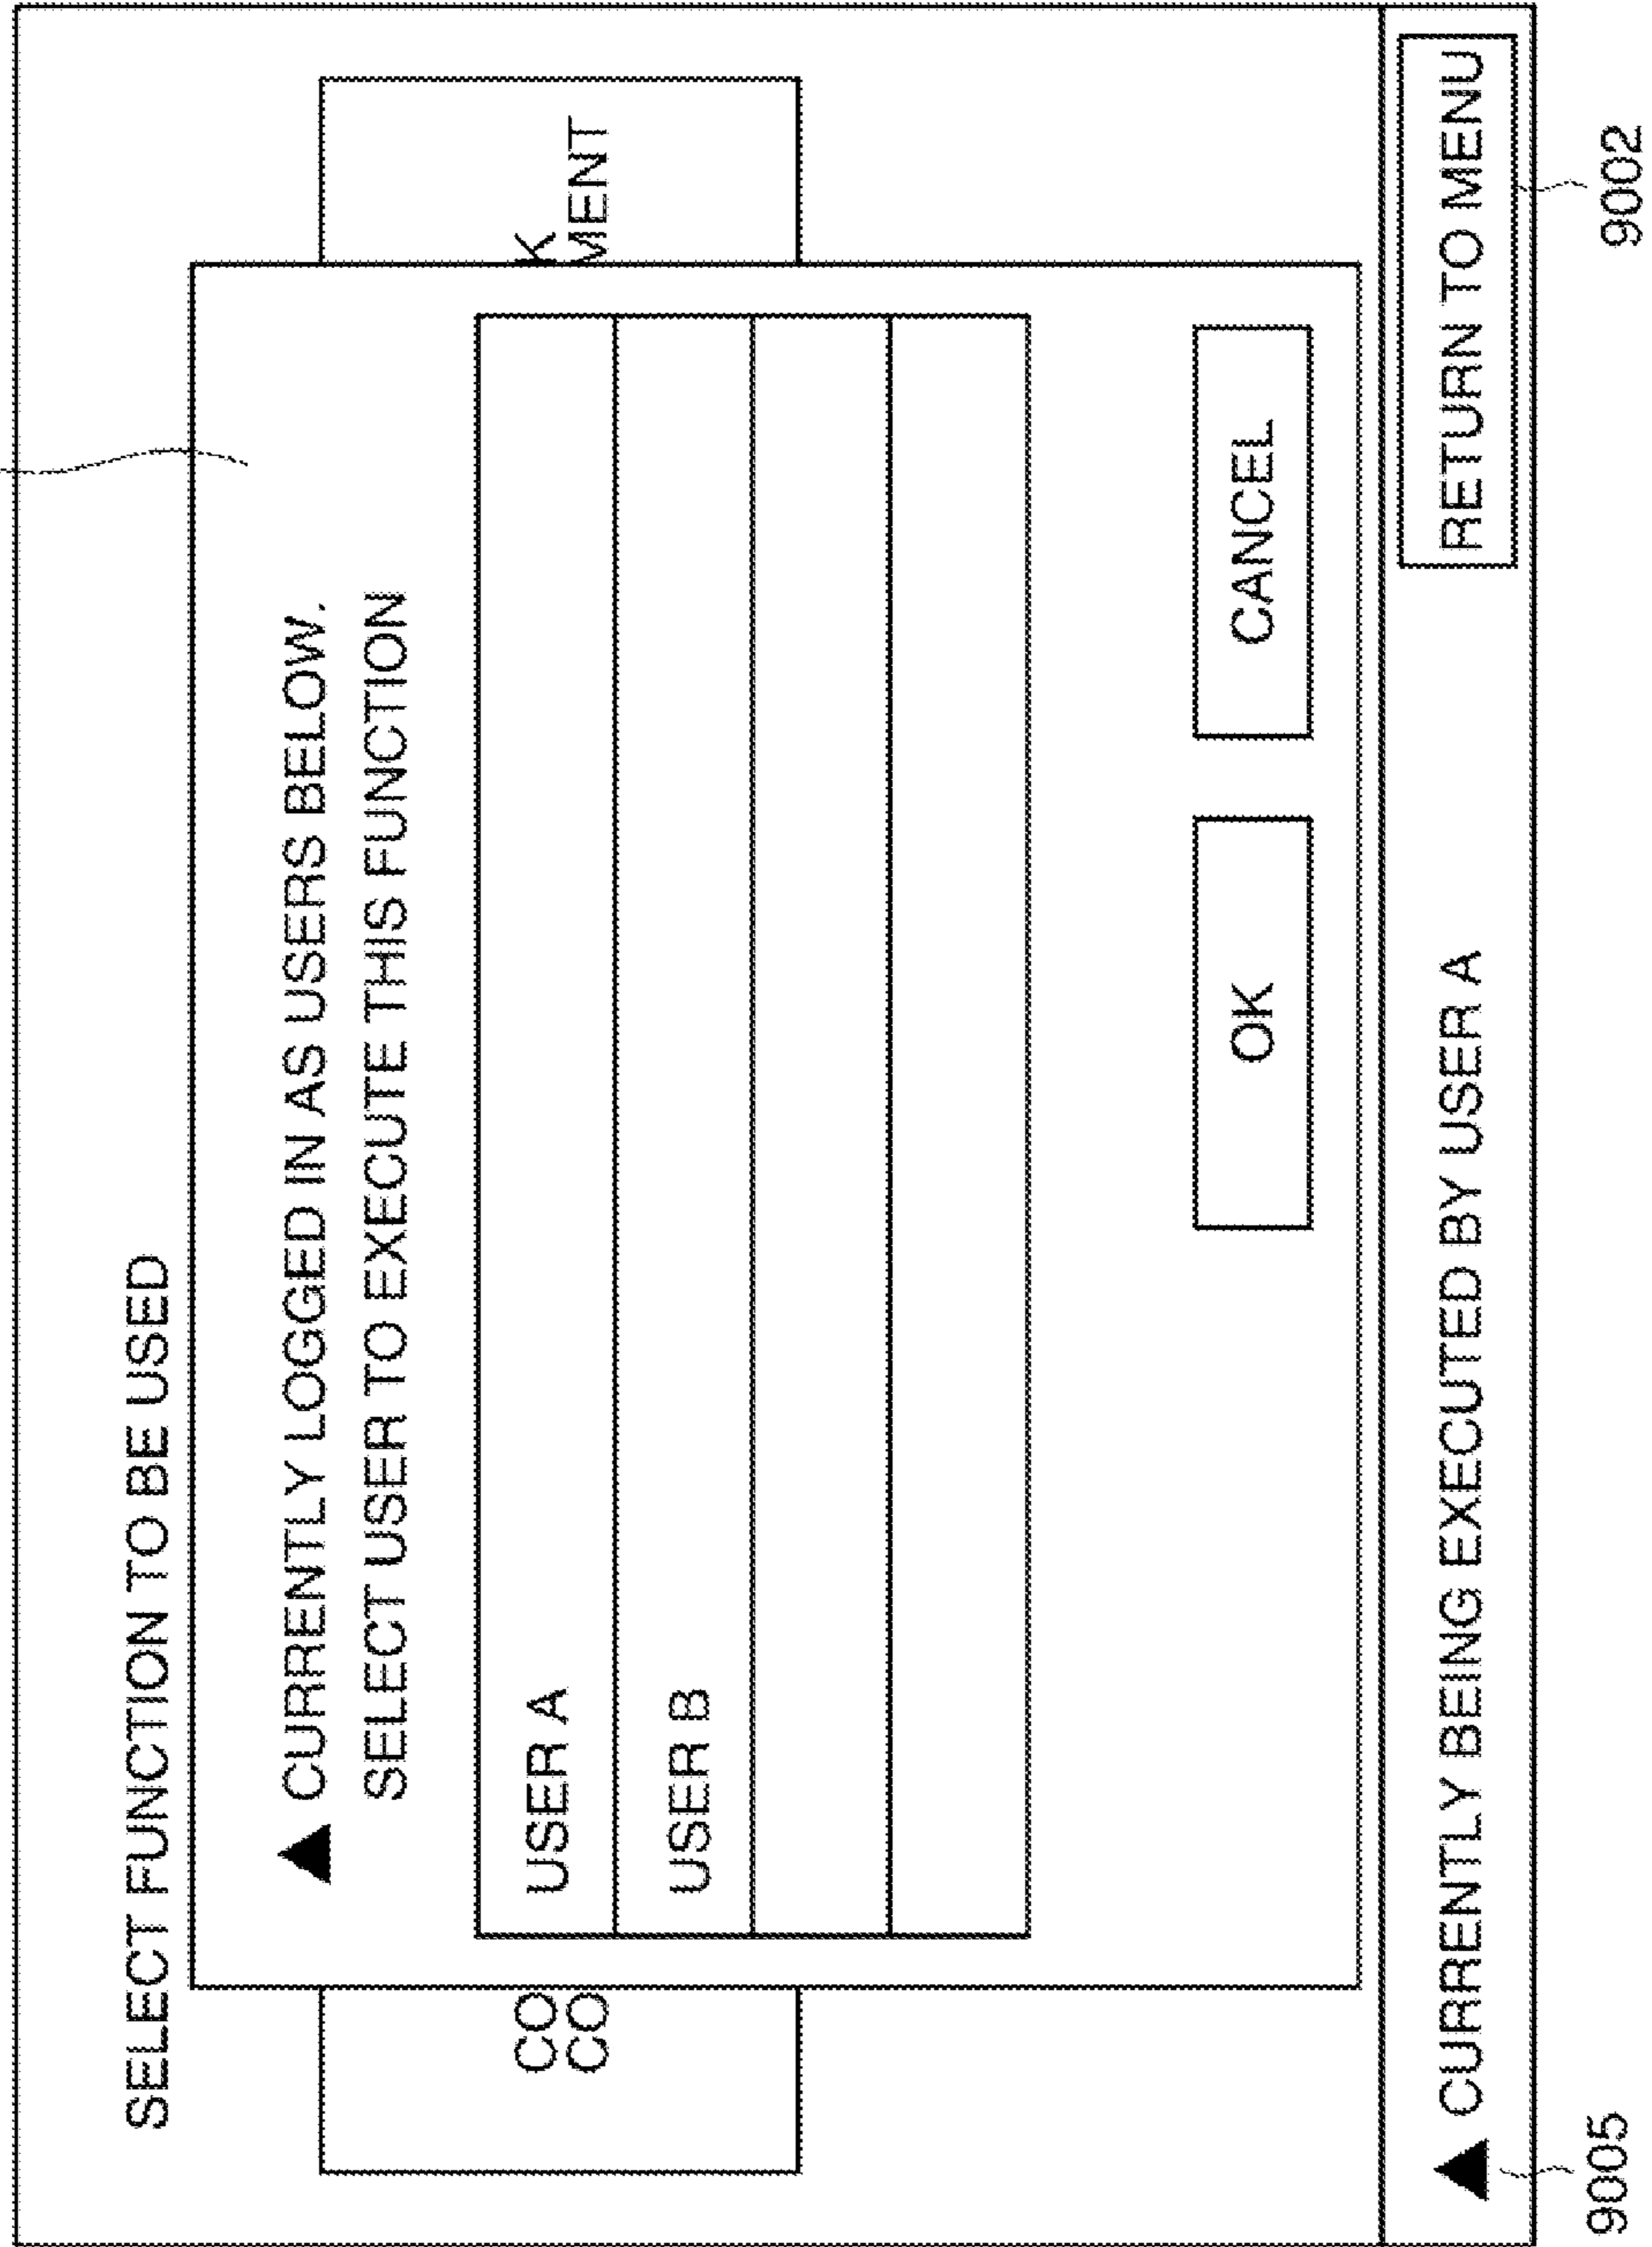 SELECT FUNCTION TO BE USED
▲ CURRENTLY LOGGED IN AS USERS BELOW.
SELECT USER TO EXECUTE THIS FUNCTION
CO
CO
K
MENT
USER A
USER B
OK
CANCEL
▲ CURRENTLY BEING EXECUTED BY USER A
RETURN TO MENU
9005
9002